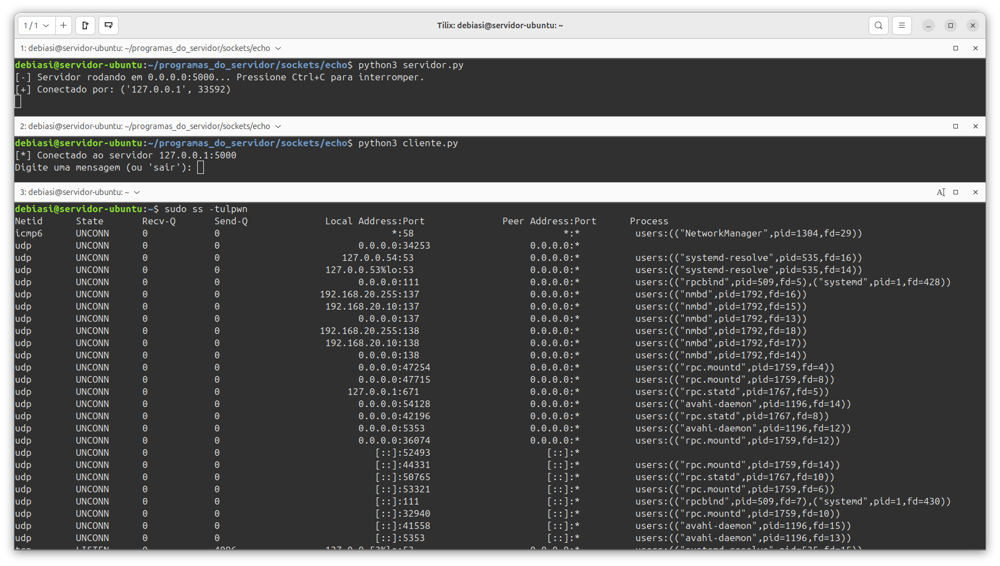 1 / 1
Tilix: debiasi@servidor-ubuntu: ~
1: debiasi@servidor-ubuntu: ~/programas_do_servidor/sockets/echo
debiasi@servidor-ubuntu:~/programas_do_servidor/sockets/echo$ python3 servidor.py
[-] Servidor rodando em 0.0.0.0:5000... Pressione Ctrl+C para interromper.
[+] Conectado por: ('127.0.0.1', 33592)
2: debiasi@servidor-ubuntu: ~/programas_do_servidor/sockets/echo
debiasi@servidor-ubuntu:~/programas_do_servidor/sockets/echo$ python3 cliente.py
[*] Conectado ao servidor 127.0.0.1:5000
Digite uma mensagem (ou 'sair'):
3: debiasi@servidor-ubuntu: ~
debiasi@servidor-ubuntu:~$ sudo ss -tulpwn
Netid State Recv-Q Send-Q Local Address:Port Peer Address:Port Process
icmp6 UNCONN 0 0 *:58 *:* users:(("NetworkManager",pid=1304,fd=29))
udp UNCONN 0 0 0.0.0.0:34253 0.0.0.0:*
udp UNCONN 0 0 127.0.0.54:53 0.0.0.0:* users:(("systemd-resolve",pid=535,fd=16))
udp UNCONN 0 0 127.0.0.53%lo:53 0.0.0.0:* users:(("systemd-resolve",pid=535,fd=14))
udp UNCONN 0 0 0.0.0.0:111 0.0.0.0:* users:(("rpcbind",pid=509,fd=5),("systemd",pid=1,fd=428))
udp UNCONN 0 0 192.168.20.255:137 0.0.0.0:* users:(("nmbd",pid=1792,fd=16))
udp UNCONN 0 0 192.168.20.10:137 0.0.0.0:* users:(("nmbd",pid=1792,fd=15))
udp UNCONN 0 0 0.0.0.0:137 0.0.0.0:* users:(("nmbd",pid=1792,fd=13))
udp UNCONN 0 0 192.168.20.255:138 0.0.0.0:* users:(("nmbd",pid=1792,fd=18))
udp UNCONN 0 0 192.168.20.10:138 0.0.0.0:* users:(("nmbd",pid=1792,fd=17))
udp UNCONN 0 0 0.0.0.0:138 0.0.0.0:* users:(("nmbd",pid=1792,fd=14))
udp UNCONN 0 0 0.0.0.0:47254 0.0.0.0:* users:(("rpc.mountd",pid=1759,fd=4))
udp UNCONN 0 0 0.0.0.0:47715 0.0.0.0:* users:(("rpc.mountd",pid=1759,fd=8))
udp UNCONN 0 0 127.0.0.1:671 0.0.0.0:* users:(("rpc.statd",pid=1767,fd=5))
udp UNCONN 0 0 0.0.0.0:54128 0.0.0.0:* users:(("avahi-daemon",pid=1196,fd=14))
udp UNCONN 0 0 0.0.0.0:42196 0.0.0.0:* users:(("rpc.statd",pid=1767,fd=8))
udp UNCONN 0 0 0.0.0.0:5353 0.0.0.0:* users:(("avahi-daemon",pid=1196,fd=12))
udp UNCONN 0 0 0.0.0.0:36074 0.0.0.0:* users:(("rpc.mountd",pid=1759,fd=12))
udp UNCONN 0 0 [::]:52493 [::]:*
udp UNCONN 0 0 [::]:44331 [::]:* users:(("rpc.mountd",pid=1759,fd=14))
udp UNCONN 0 0 [::]:50765 [::]:* users:(("rpc.statd",pid=1767,fd=10))
udp UNCONN 0 0 [::]:53321 [::]:* users:(("rpc.mountd",pid=1759,fd=6))
udp UNCONN 0 0 [::]:111 [::]:* users:(("rpcbind",pid=509,fd=7),("systemd",pid=1,fd=430))
udp UNCONN 0 0 [::]:32940 [::]:* users:(("rpc.mountd",pid=1759,fd=10))
udp UNCONN 0 0 [::]:41558 [::]:* users:(("avahi-daemon",pid=1196,fd=15))
udp UNCONN 0 0 [::]:5353 [::]:* users:(("avahi-daemon",pid=1196,fd=13))